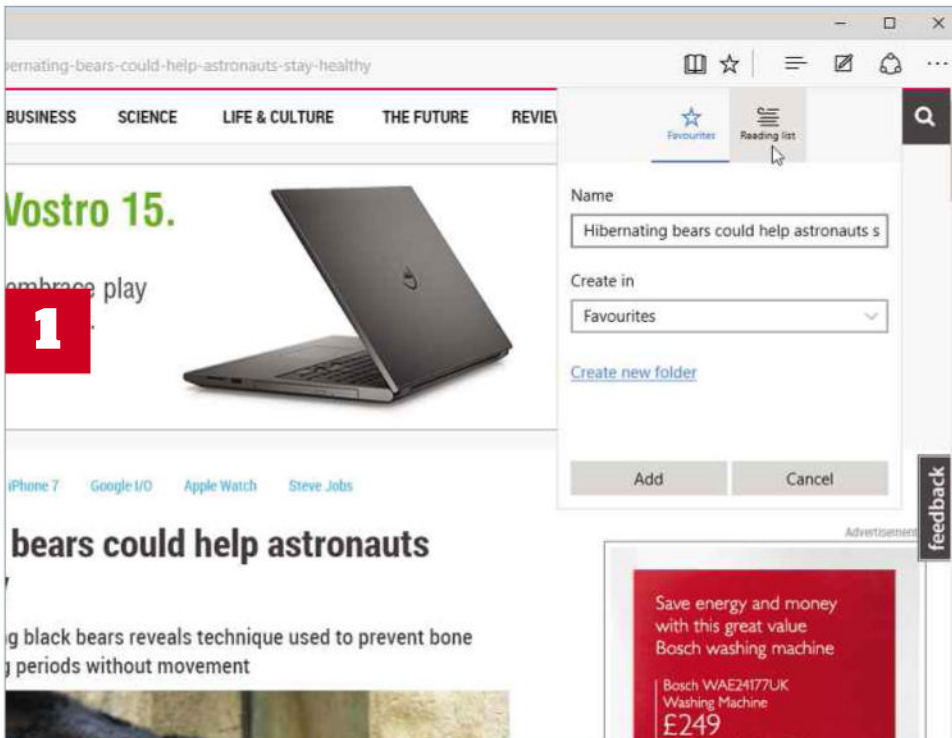 ernating-bears-could-help-astronauts-stay-healthy
BUSINESS SCIENCE LIFE & CULTURE THE FUTURE REVIEW
Favourites Reading list
Name
Hibernating bears could help astronauts s
Create in
Favourites
Create new folder
Add Cancel
Vostro 15.
embrace play
1
iPhone 7 Google I/O Apple Watch Steve Jobs
feedback
Advertisement
bears could help astronauts
g black bears reveals technique used to prevent bone
g periods without movement
Save energy and money
with this great value
Bosch washing machine
Bosch WAE24177UK
Washing Machine
£249